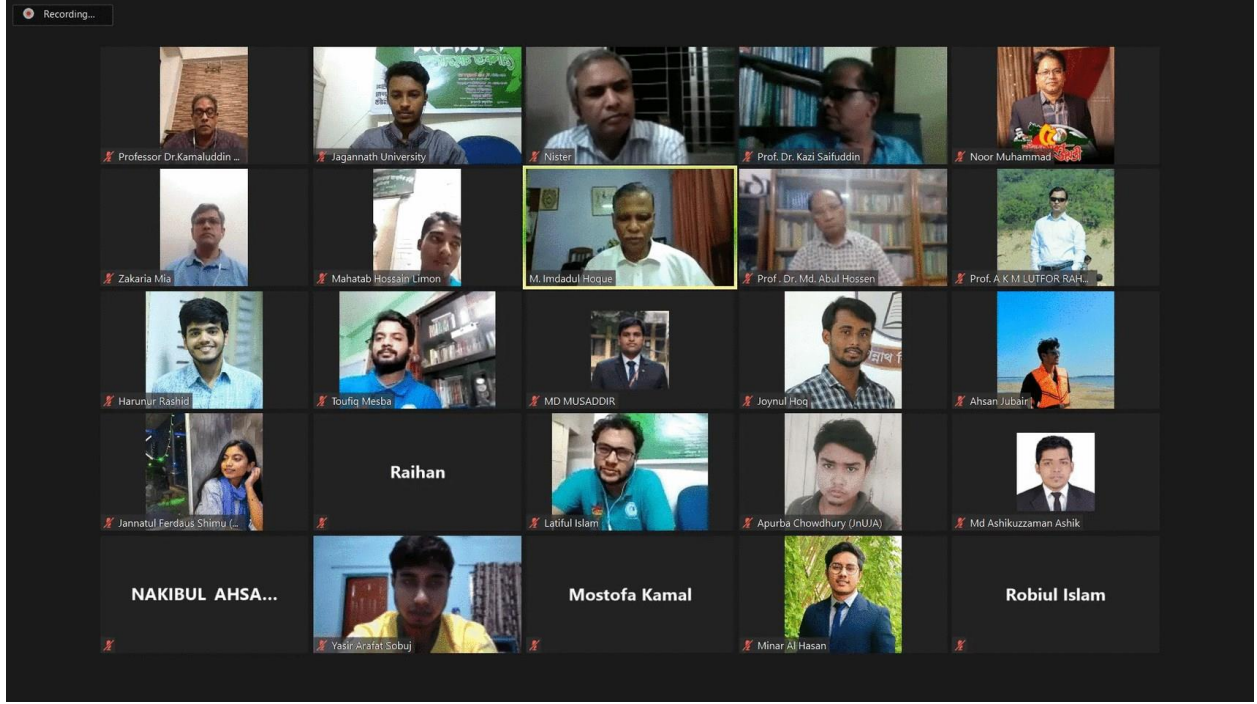 Recording...
Professor Dr.Kamaluddin ...
Jagannath University
Nister
Prof. Dr. Kazi Saifuddin
Noor Muhammad
Zakaria Mia
Mahatab Hossain Limon
M. Imdadul Hoque
Prof . Dr. Md. Abul Hossen
Prof. A K M LUTFOR RAH...
Harunur Rashid
Toufiq Mesba
MD MUSADDIR
Joynul Hoq
Ahsan Jubair
Jannatul Ferdaus Shimu (...
Raihan
Latiful Islam
Apurba Chowdhury (JnUJA)
Md Ashikuzzaman Ashik
NAKIBUL AHSA...
Yasir Arafat Sobuj
Mostofa Kamal
Minar Al Hasan
Robiul Islam